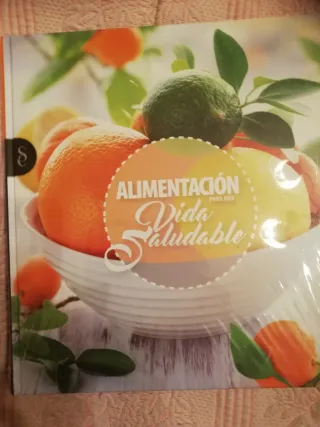 ALIMENTACIÓN
PARA UNA
Vida
Saludable